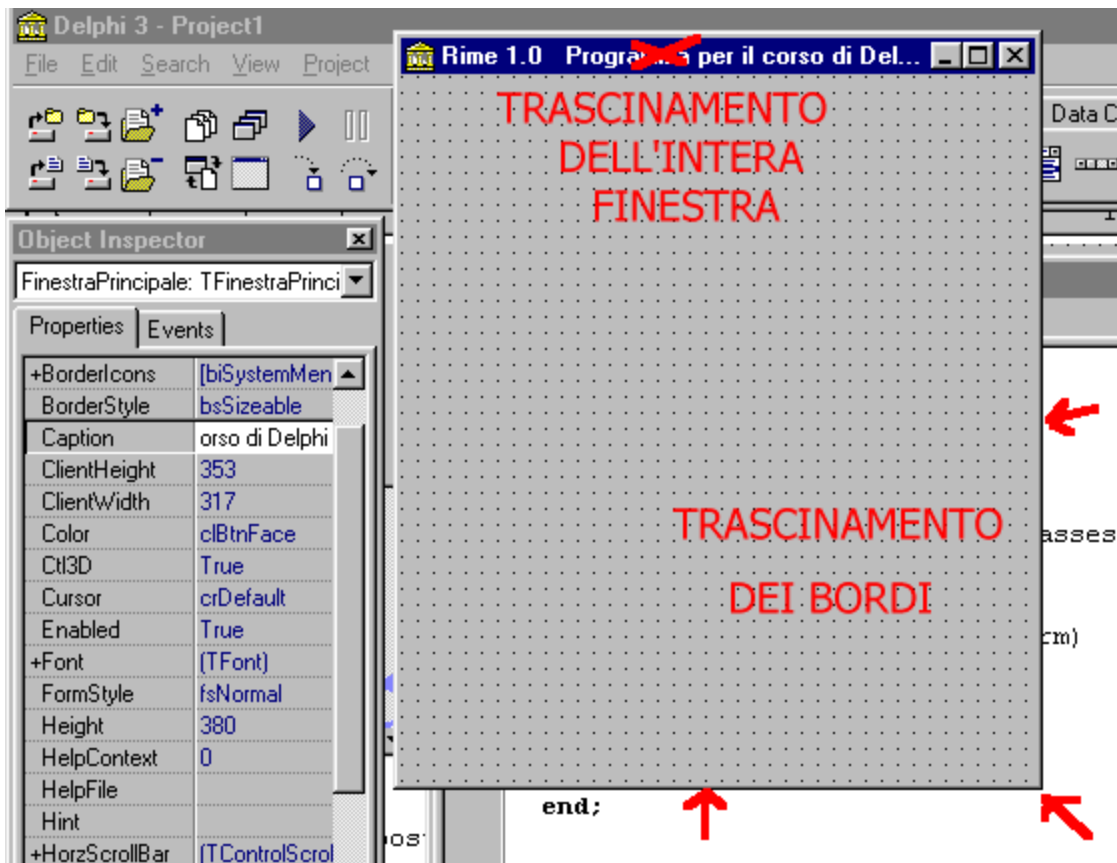 Delphi 3 - Project1
File Edit Search View Project
Rime 1.0 Programma per il corso di Del...
TRASCINAMENTO
DELL'INTERA
FINESTRA
Data C
Object Inspector
FinestraPrincipale: TFinestraPrinci
Properties Events
+BorderIcons [biSystemMen
BorderStyle bsSizeable
Caption orso di Delphi
ClientHeight 353
ClientWidth 317
Color clBtnFace
Ctl3D True
Cursor crDefault
Enabled True
+Font (TFont)
FormStyle fsNormal
Height 380
HelpContext 0
HelpFile
Hint
+HorzScrollBar (TControlScrol
TRASCINAMENTO
DEI BORDI
asses
rm)
end;
os